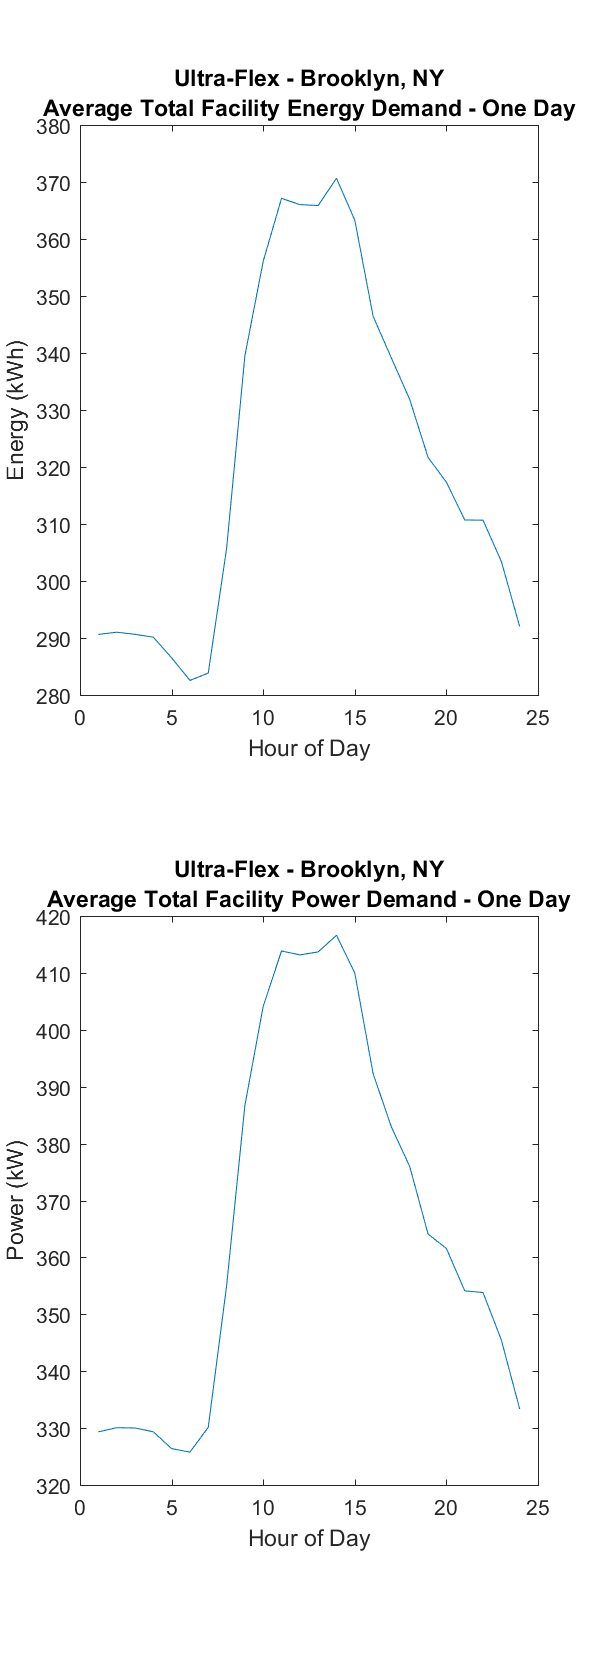 Ultra-Flex - Brooklyn, NY
Average Total Facility Energy Demand - One Day
380
370
360
350
340
330
320
310
300
290
280
Energy (kWh)
0 5 10 15 20 25
Hour of Day
Ultra-Flex - Brooklyn, NY
Average Total Facility Power Demand - One Day
420
410
400
390
380
370
360
350
340
330
320
Power (kW)
0 5 10 15 20 25
Hour of Day